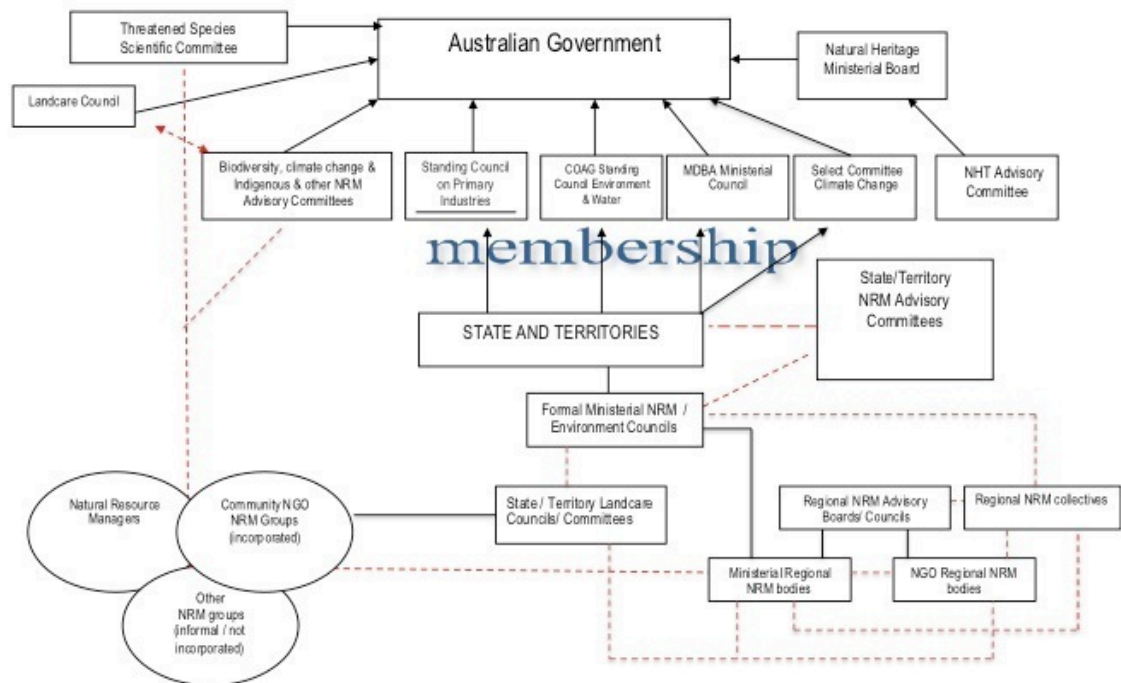 Threatened Species
Scientific Committee
Australian Government
Natural Heritage
Ministerial Board
Landcare Council
Biodiversity, climate change &
Indigenous & other NRM
Advisory Committees
Standing Council
on Primary
Industries
COAG Standing
Council Environment
& Water
MDBA Ministerial
Council
Select Committee
Climate Change
NHT Advisory
Committee
membership
State/Territory
NRM Advisory
Committees
STATE AND TERRITORIES
Formal Ministerial NRM /
Environment Councils
Natural Resource
Managers
Community NGO
NRM Groups
(incorporated)
State / Territory Landcare
Councils/ Committees
Regional NRM Advisory
Boards/ Councils
Regional NRM collectives
Ministerial Regional
NRM bodies
NGO Regional NRM
bodies
Other
NRM groups
(informal / not
incorporated)